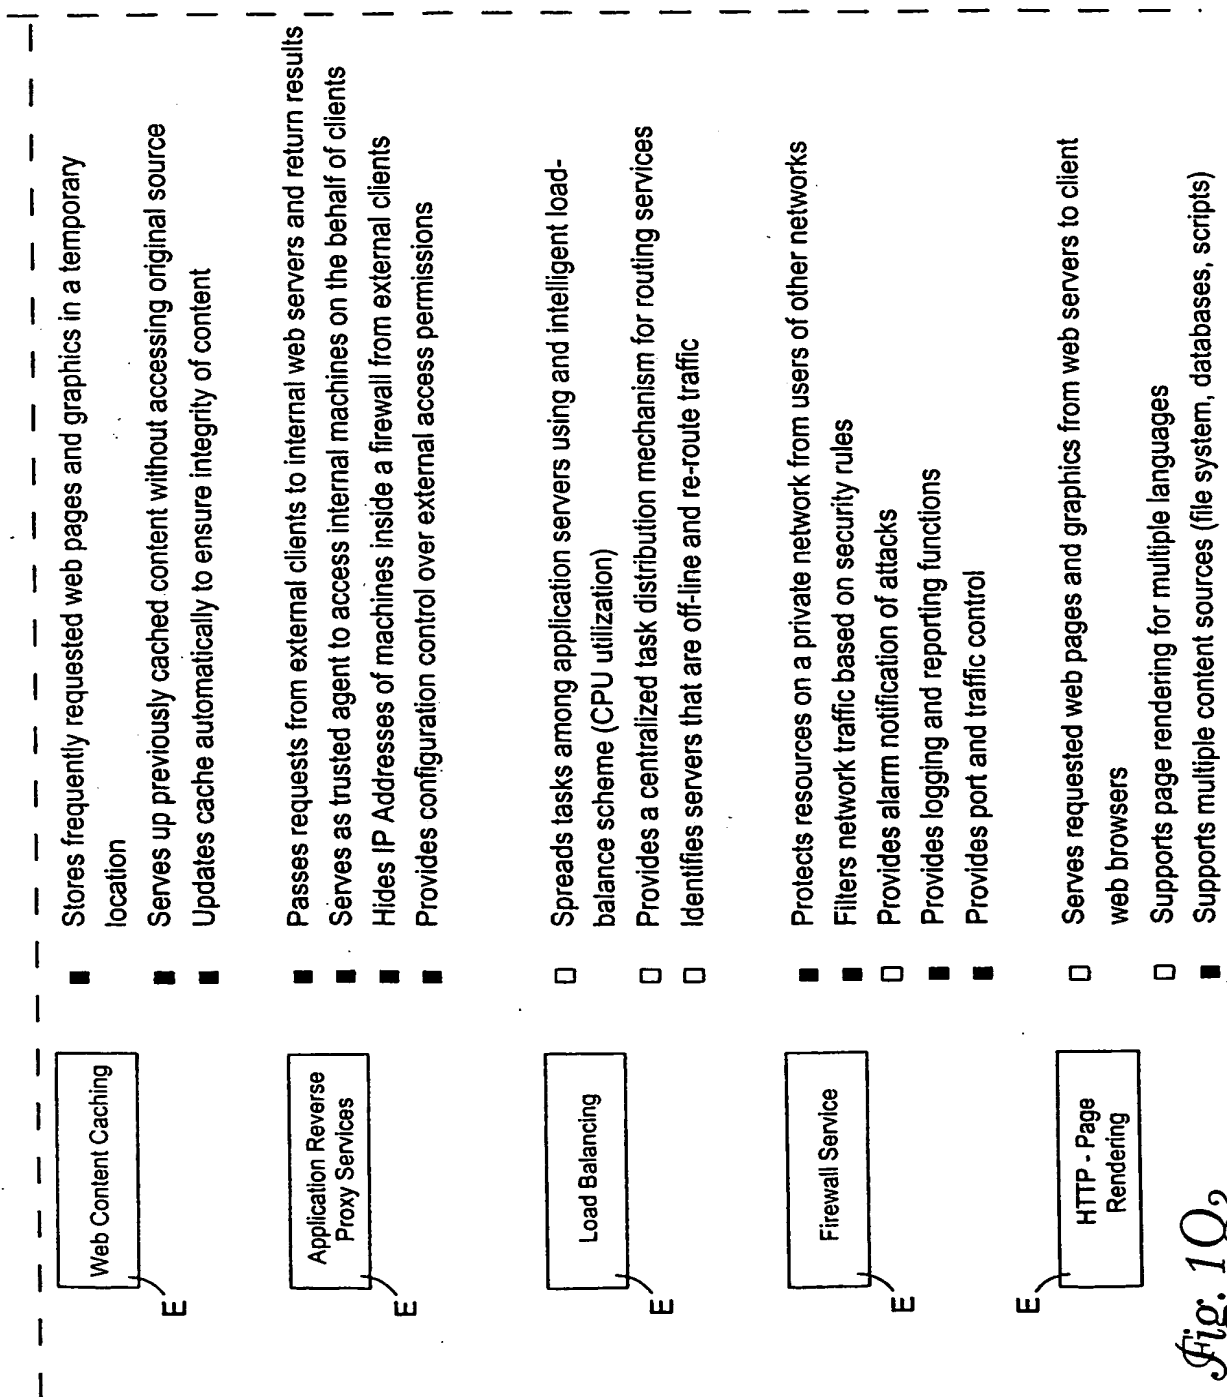 Web Content Caching
E
■ Stores frequently requested web pages and graphics in a temporary
location
■ Serves up previously cached content without accessing original source
■ Updates cache automatically to ensure integrity of content
Application Reverse
Proxy Services
E
■ Passes requests from external clients to internal web servers and return results
■ Serves as trusted agent to access internal machines on the behalf of clients
■ Hides IP Addresses of machines inside a firewall from external clients
■ Provides configuration control over external access permissions
Load Balancing
E
□ Spreads tasks among application servers using and intelligent load-
balance scheme (CPU utilization)
□ Provides a centralized task distribution mechanism for routing services
□ Identifies servers that are off-line and re-route traffic
Firewall Service
E
■ Protects resources on a private network from users of other networks
■ Filters network traffic based on security rules
□ Provides alarm notification of attacks
■ Provides logging and reporting functions
■ Provides port and traffic control
HTTP - Page
Rendering
E
□ Serves requested web pages and graphics from web servers to client
web browsers
□ Supports page rendering for multiple languages
■ Supports multiple content sources (file system, databases, scripts)
Fig. 1Q2